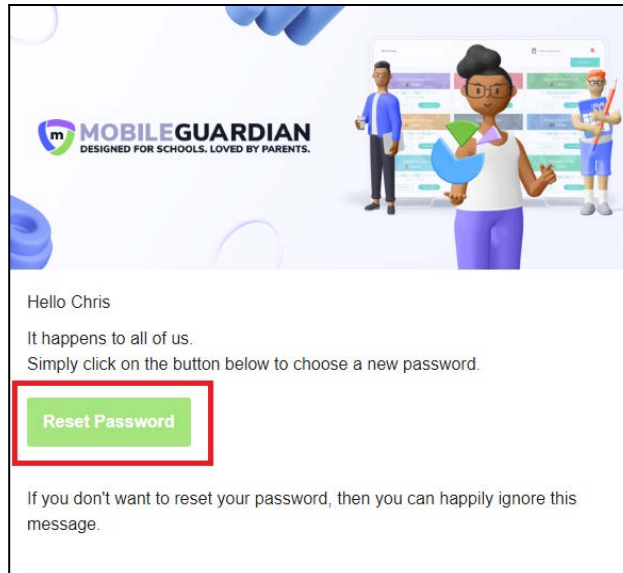 m MOBILEGUARDIAN
DESIGNED FOR SCHOOLS. LOVED BY PARENTS.
Hello Chris
It happens to all of us.
Simply click on the button below to choose a new password.
Reset Password
If you don't want to reset your password, then you can happily ignore this
message.